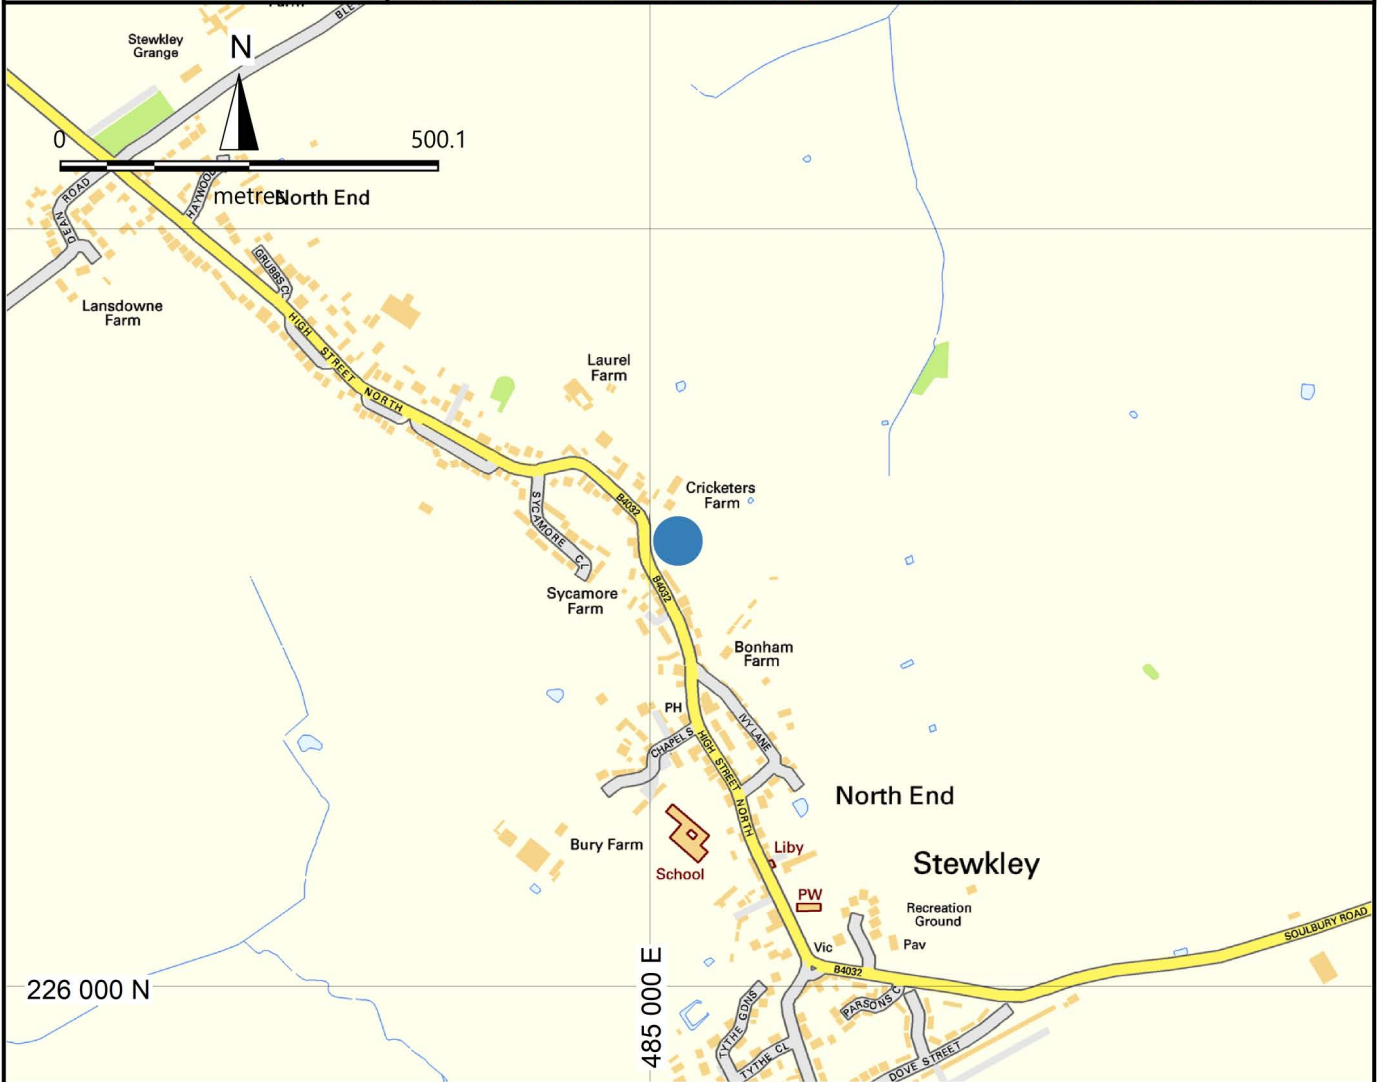 Farm
BLE
Stewkley
Grange
N
0
500.1
metres
North End
DEAN ROAD
HAYWOOD
GRUBBS CL
Lansdowne
Farm
HIGH STREET NORTH
Laurel
Farm
B4032
Cricketers
Farm
SYCAMORE CL
Sycamore
Farm
B4032
Bonham
Farm
PH
IVY LANE
CHAPEL S
HIGH STREET NORTH
North End
Bury Farm
Liby
School
Stewkley
PW
Recreation
Ground
SOULBURY ROAD
Vic
Pav
B4032
226 000 N
485 000 E
PARSONS C
TYTHE GDNS
TYTHE CL
DOVE STREET